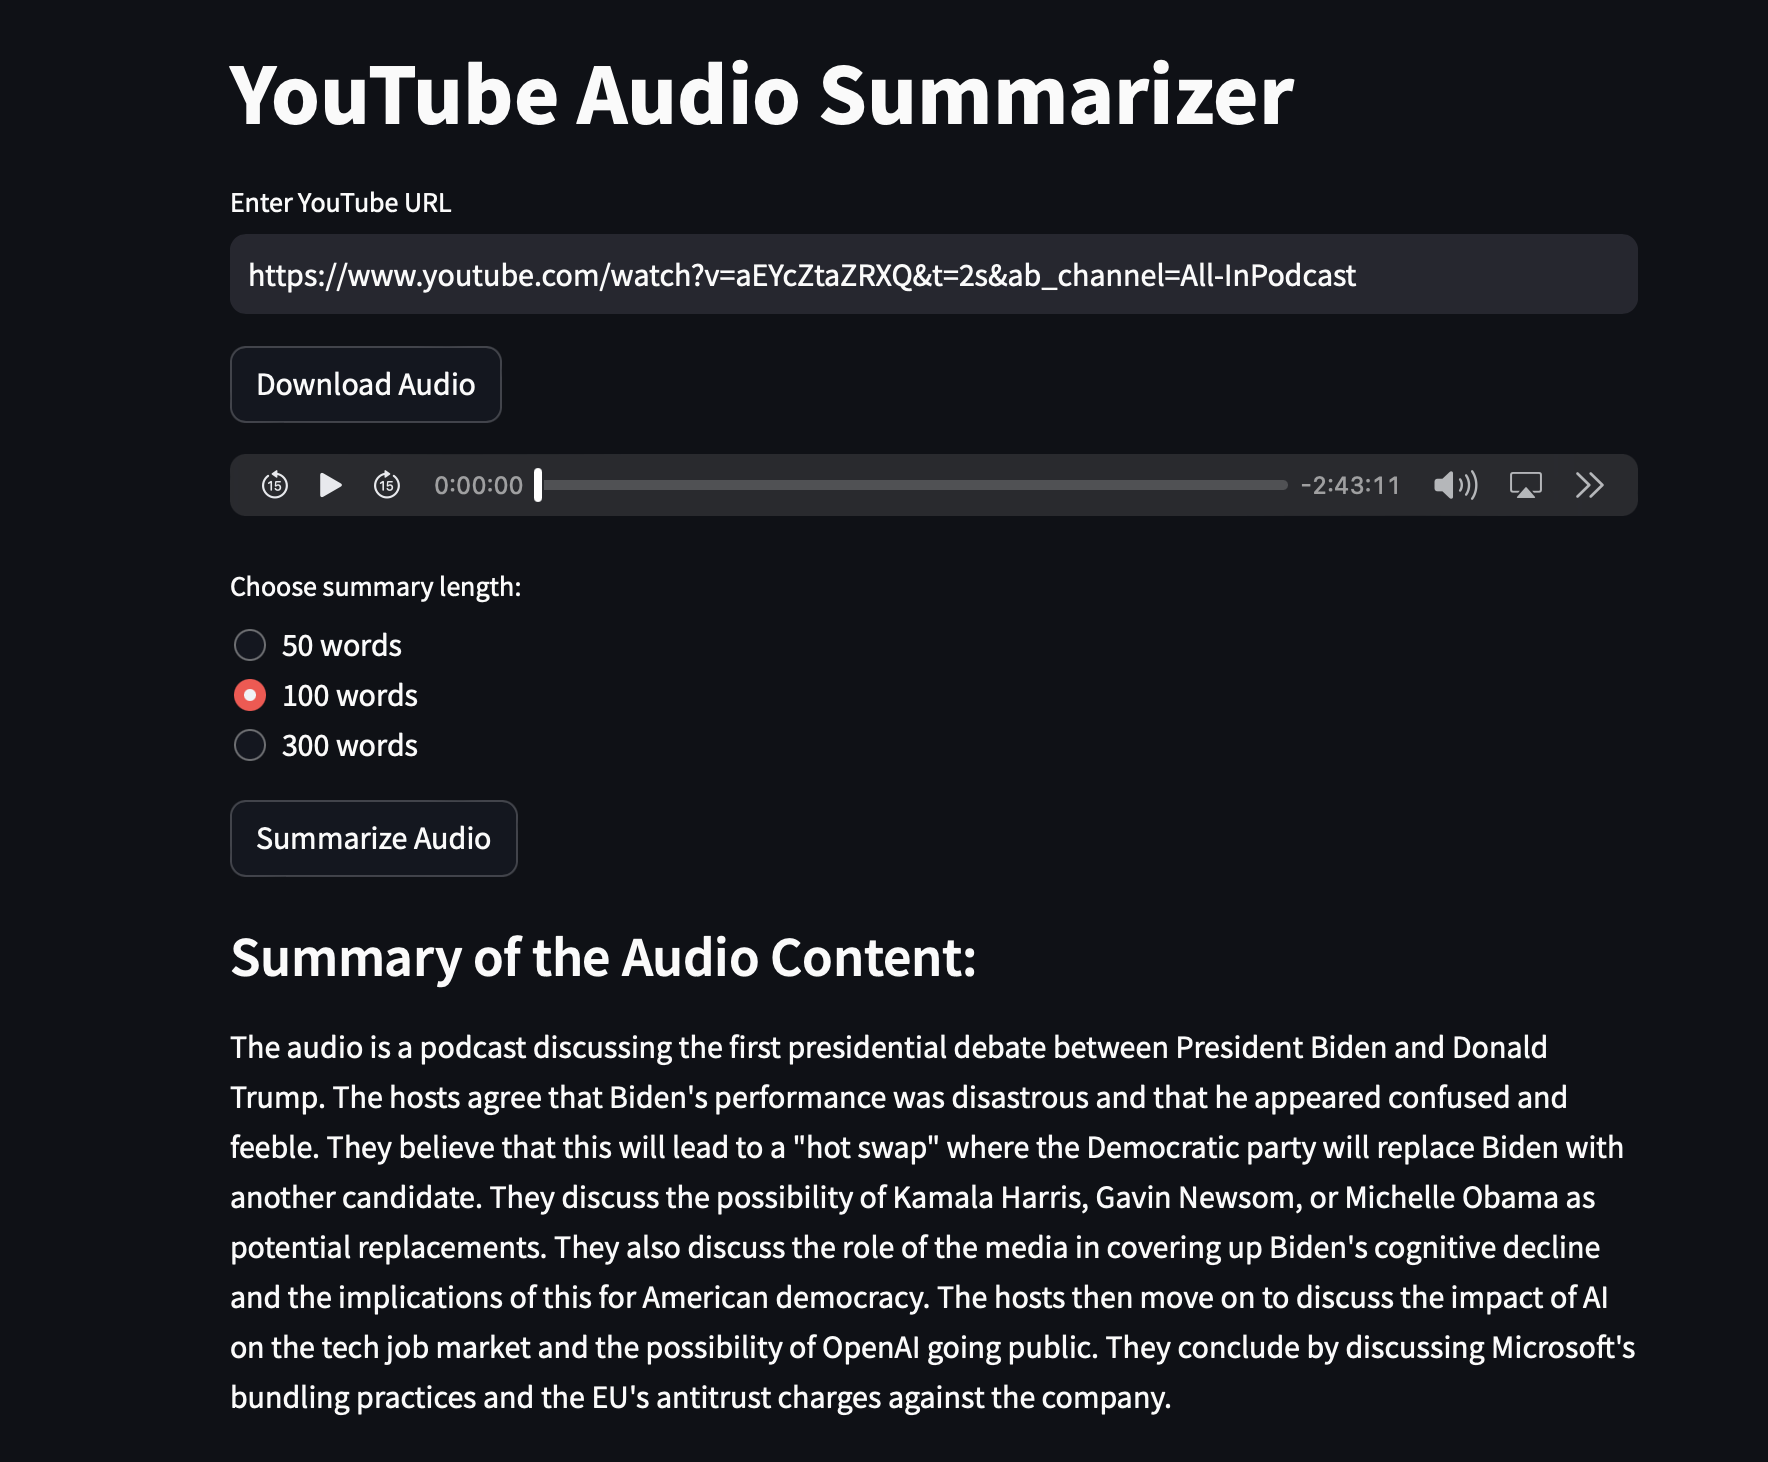 YouTube Audio Summarizer
Enter YouTube URL
https://www.youtube.com/watch?v=aEYcZtaZRXQ&t=2s&ab_channel=All-InPodcast
Download Audio
15 15 0:00:00 -2:43:11
Choose summary length:
50 words
100 words
300 words
Summarize Audio
Summary of the Audio Content:
The audio is a podcast discussing the first presidential debate between President Biden and Donald
Trump. The hosts agree that Biden's performance was disastrous and that he appeared confused and
feeble. They believe that this will lead to a "hot swap" where the Democratic party will replace Biden with
another candidate. They discuss the possibility of Kamala Harris, Gavin Newsom, or Michelle Obama as
potential replacements. They also discuss the role of the media in covering up Biden's cognitive decline
and the implications of this for American democracy. The hosts then move on to discuss the impact of AI
on the tech job market and the possibility of OpenAI going public. They conclude by discussing Microsoft's
bundling practices and the EU's antitrust charges against the company.